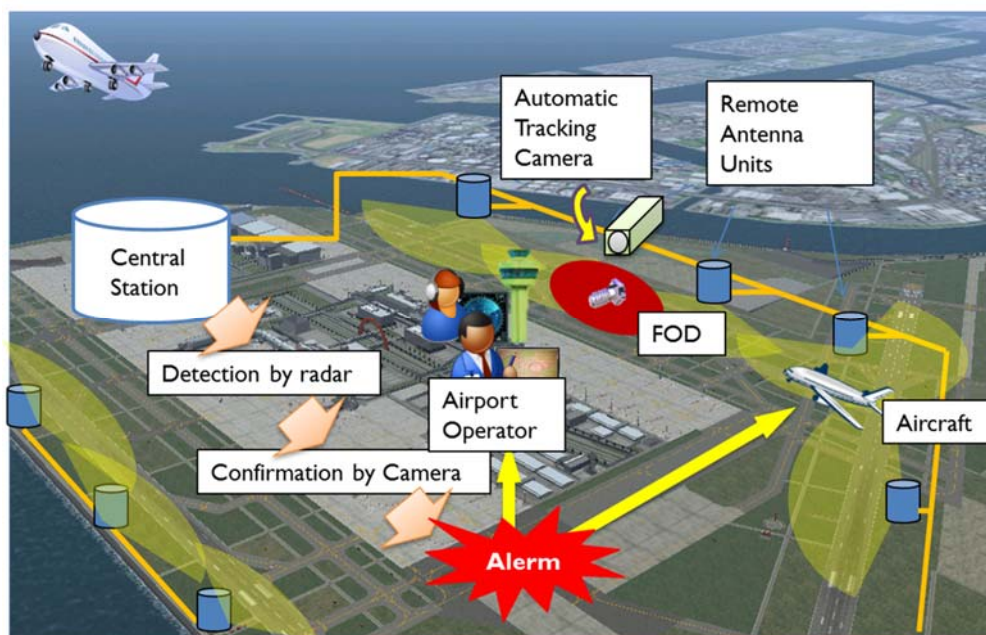 Automatic
Tracking
Camera
Remote
Antenna
Units
Central
Station
FOD
Detection by radar
Airport
Operator
Aircraft
Confirmation by Camera
Alerm